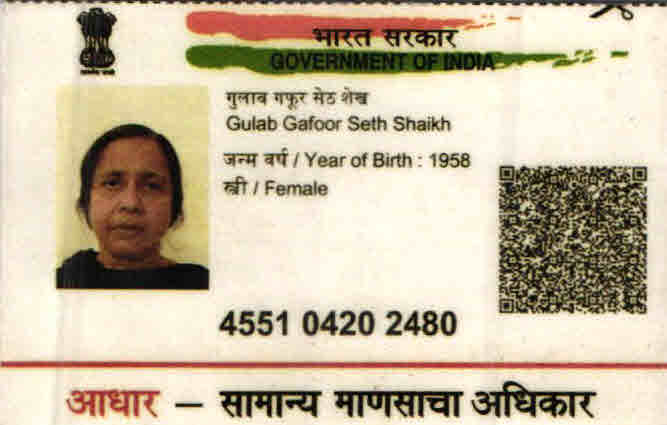 भारत सरकार
GOVERNMENT OF INDIA
गुलाब गफूर सेठ शेख
Gulab Gafoor Seth Shaikh
जन्म वर्ष / Year of Birth : 1958
स्त्री / Female
4551 0420 2480
आधार — सामान्य माणसाचा अधिकार